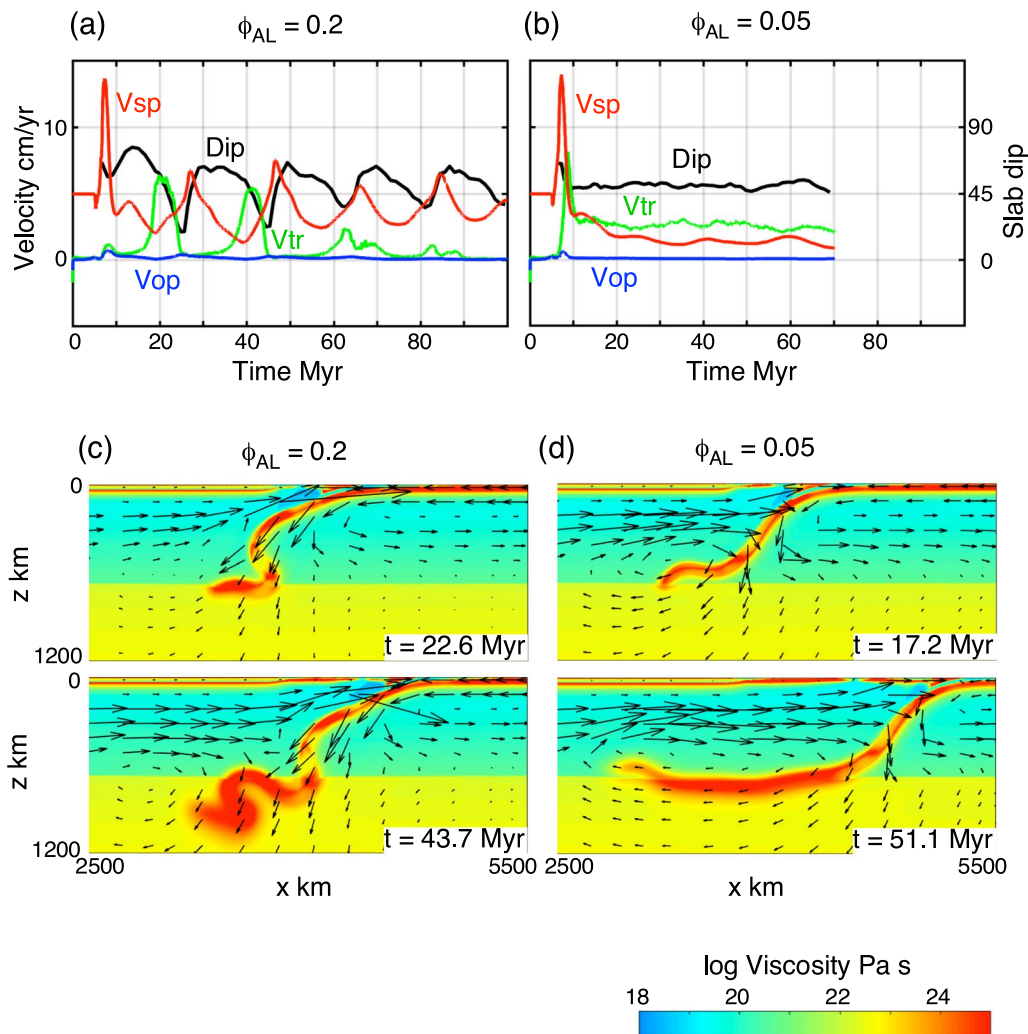 (a) ϕAL = 0.2 (b) ϕAL = 0.05
Velocity cm/yr
10
0
Vsp
Dip
Vtr
Vop
0 20 40 60 80
Time Myr
Vsp
Dip
Vtr
Vop
0 20 40 60 80
Time Myr
90
45
0
Slab dip
(c) ϕAL = 0.2 (d) ϕAL = 0.05
0
z km
1200
t = 22.6 Myr
t = 17.2 Myr
0
z km
1200
t = 43.7 Myr
t = 51.1 Myr
2500 5500 2500 5500
x km x km
log Viscosity Pa s
18 20 22 24